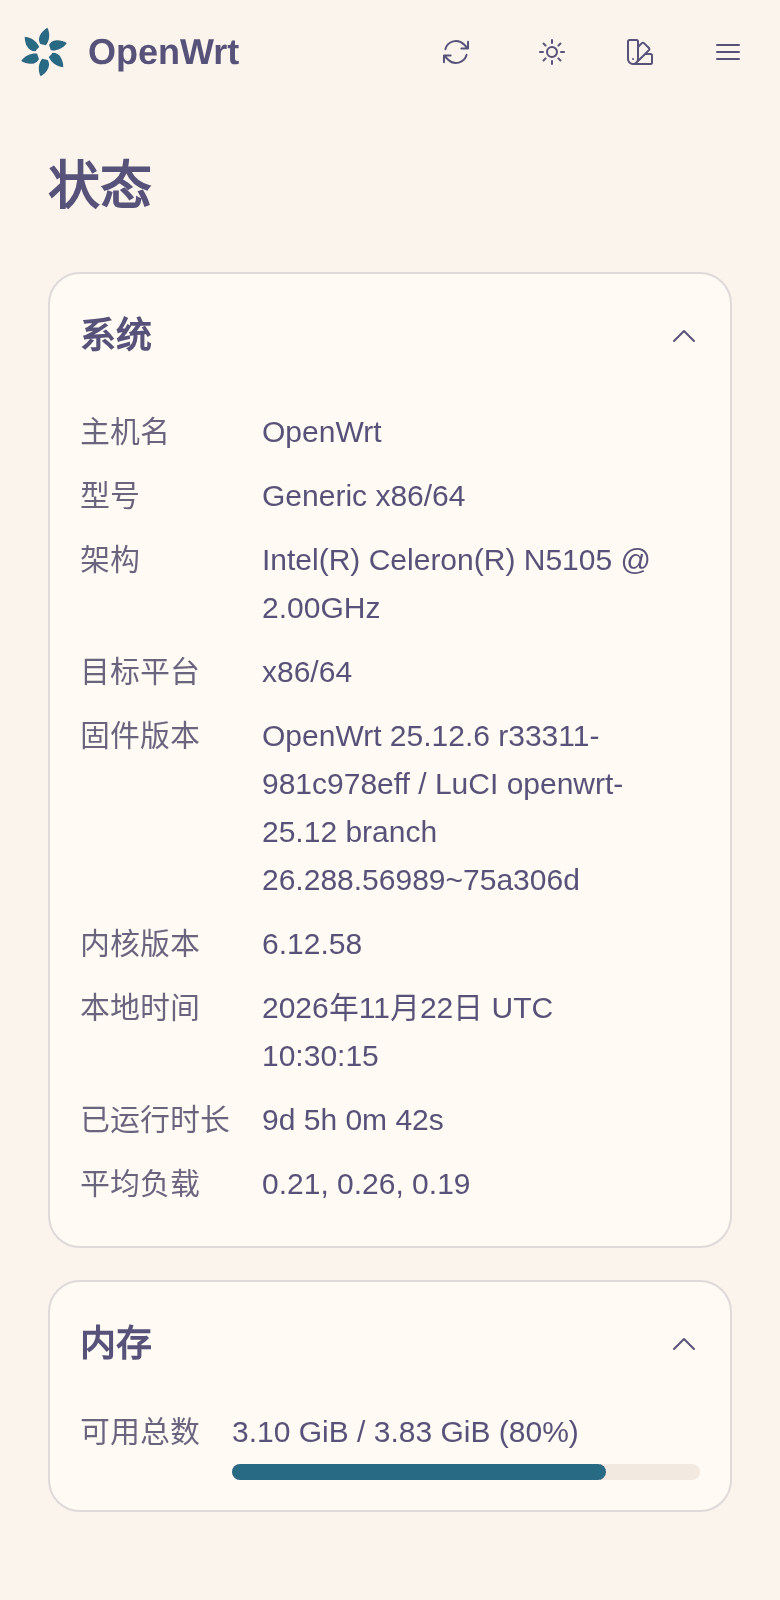 OpenWrt
状态
系统
主机名 OpenWrt
型号 Generic x86/64
架构 Intel(R) Celeron(R) N5105 @
2.00GHz
目标平台 x86/64
固件版本 OpenWrt 25.12.6 r33311-
981c978eff / LuCI openwrt-
25.12 branch
26.288.56989~75a306d
内核版本 6.12.58
本地时间 2026年11月22日 UTC
10:30:15
已运行时长 9d 5h 0m 42s
平均负载 0.21, 0.26, 0.19
内存
可用总数 3.10 GiB / 3.83 GiB (80%)